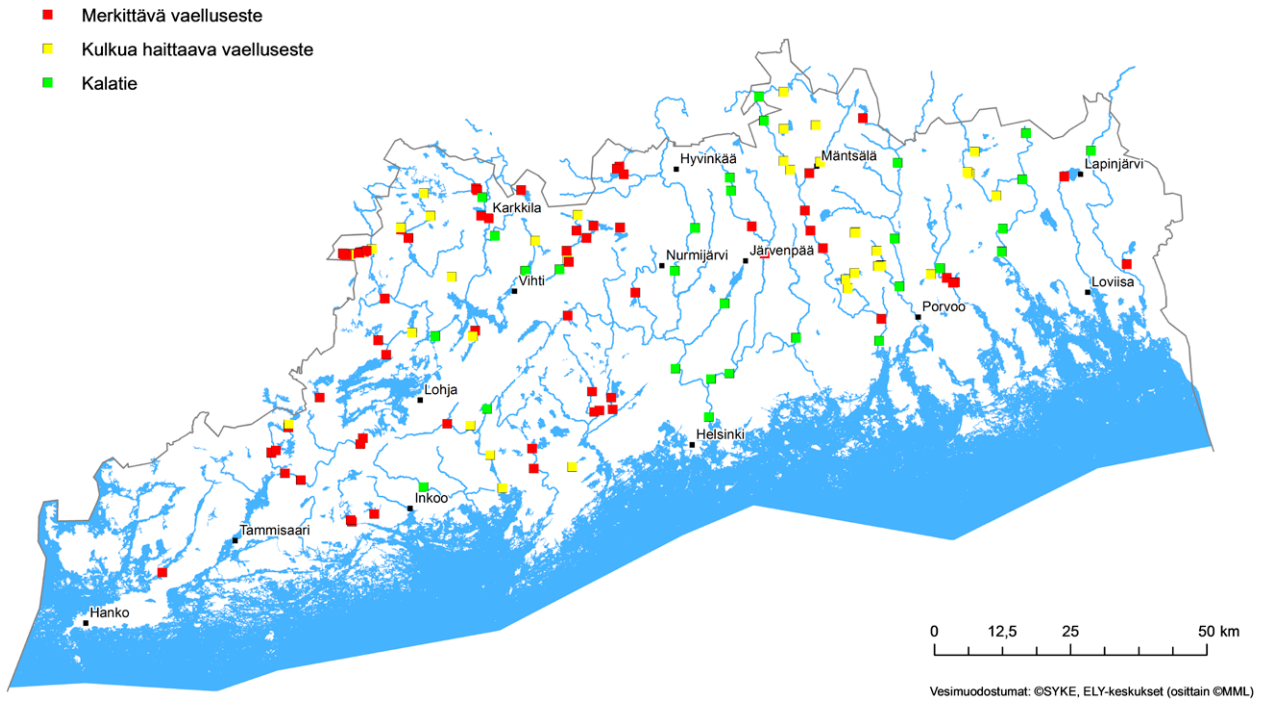 Merkittävä vaelluseste
Kulkua haittaava vaelluseste
Kalatie
Hyvinkää
Mäntsälä
Lapinjärvi
Karkkila
Nurmijärvi
Järvenpää
Vihti
Loviisa
Porvoo
Lohja
Helsinki
Inkoo
Tammisaari
Hanko
0 12,5 25 50 km
Vesimuodostumat: ©SYKE, ELY-keskukset (osittain ©MML)